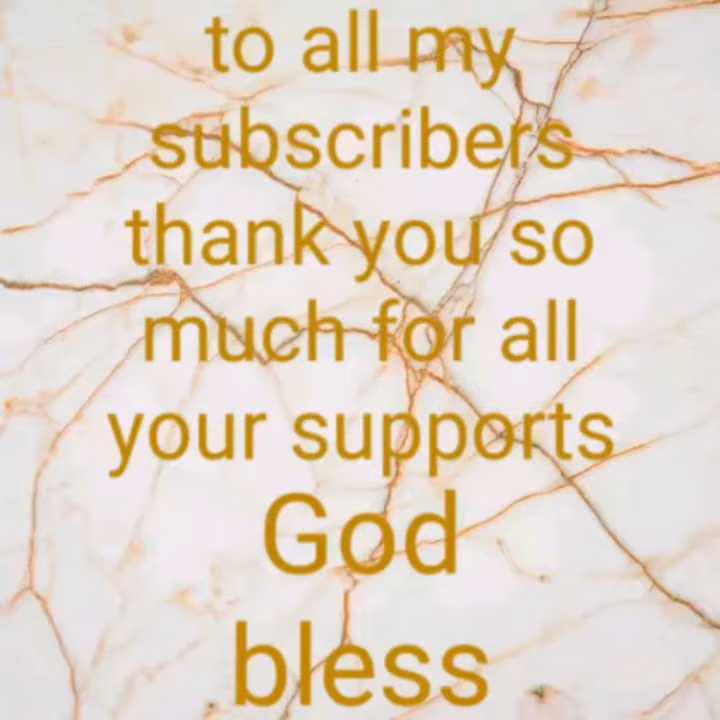 to all my
subscribers
thank you so
much for all
your supports
God
bless